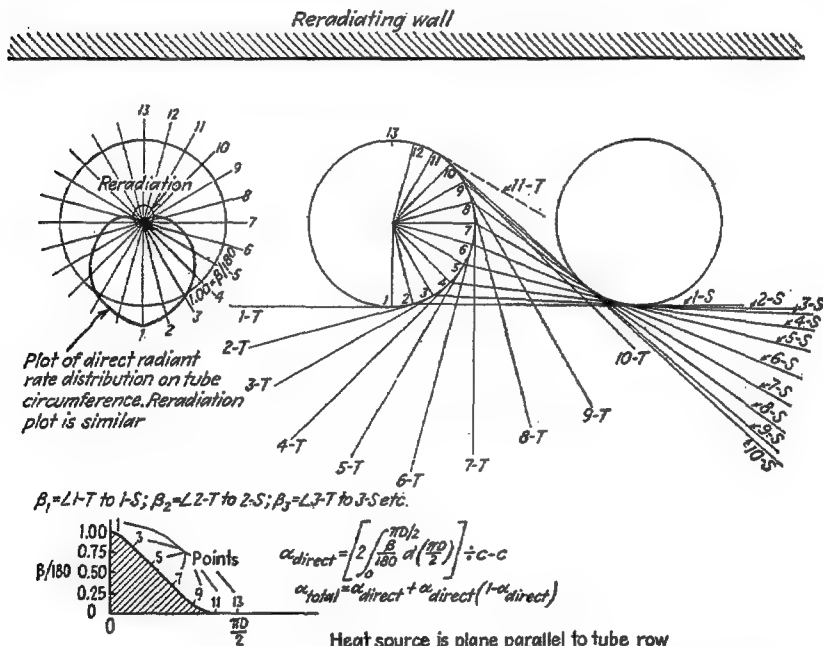 Reradiating wall
13
12
11
10
9
8
7
6
5
4
3
2
1
Reradiation
1.00=β/180
Plot of direct radiant
rate distribution on tube
circumference. Reradiation
plot is similar
13
12
11
10
9
8
7
6
5
4
3
2
1
11-T
1-T
2-T
3-T
4-T
5-T
6-T
7-T
8-T
9-T
10-T
1-S
2-S
3-S
4-S
5-S
6-S
7-S
8-S
9-S
10-S
β₁=∠1-T to 1-S; β₂=∠2-T to 2-S; β₃=∠3-T to 3-S etc.
β/180
1.00
0.75
0.50
0.25
0
1
3
5
7
9
11
13
Points
0
πD/2
α direct = [2 ∫₀^(πD/2) β/180 d(πD/2)] ÷ c-c
α total = α direct + α direct (1-α direct)
Heat source is plane parallel to tube row